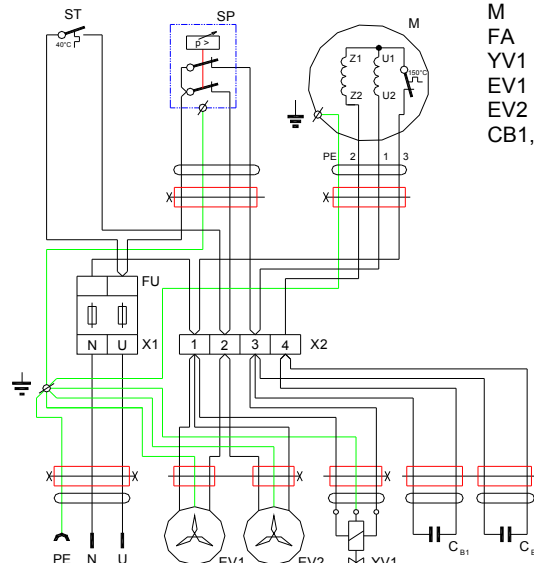 ST
40°C
SP
p >
M
Z1 U1
150°C
Z2 U2
PE 2 1 3
M
FA
YV1
EV1
EV2
CB1,
FU
N U X1
1 2 3 4 X2
PE N U
EV1 EV2 YV1
CB1